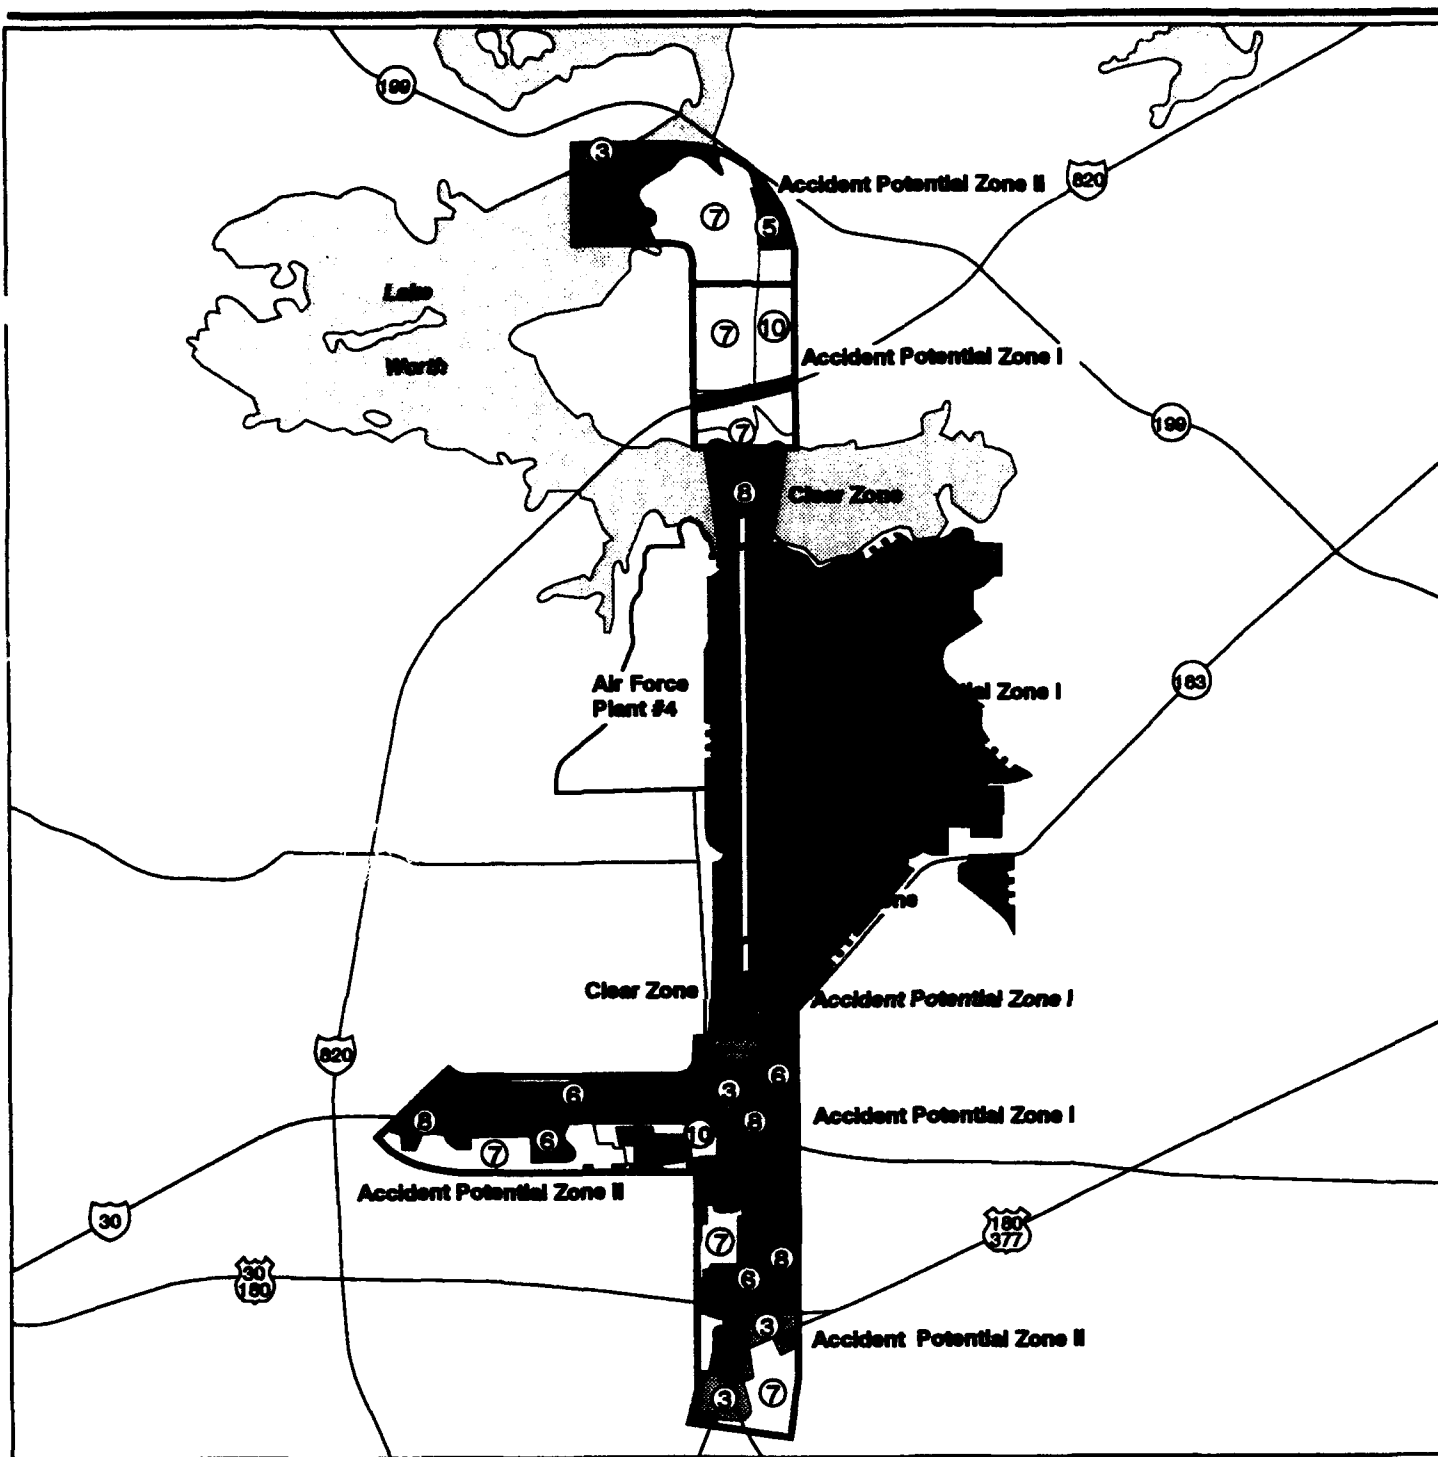 199
3
Accident Potential Zone II
820
7
5
Lake
7
10
Worth
Accident Potential Zone I
199
7
8
Clear Zone
Air Force
Plant #4
Zone I
183
Clear Zone
Accident Potential Zone I
820
3
6
6
8
8
Accident Potential Zone I
10
6
7
Accident Potential Zone II
30
180
377
7
8
30
180
6
3
Accident Potential Zone II
3
7